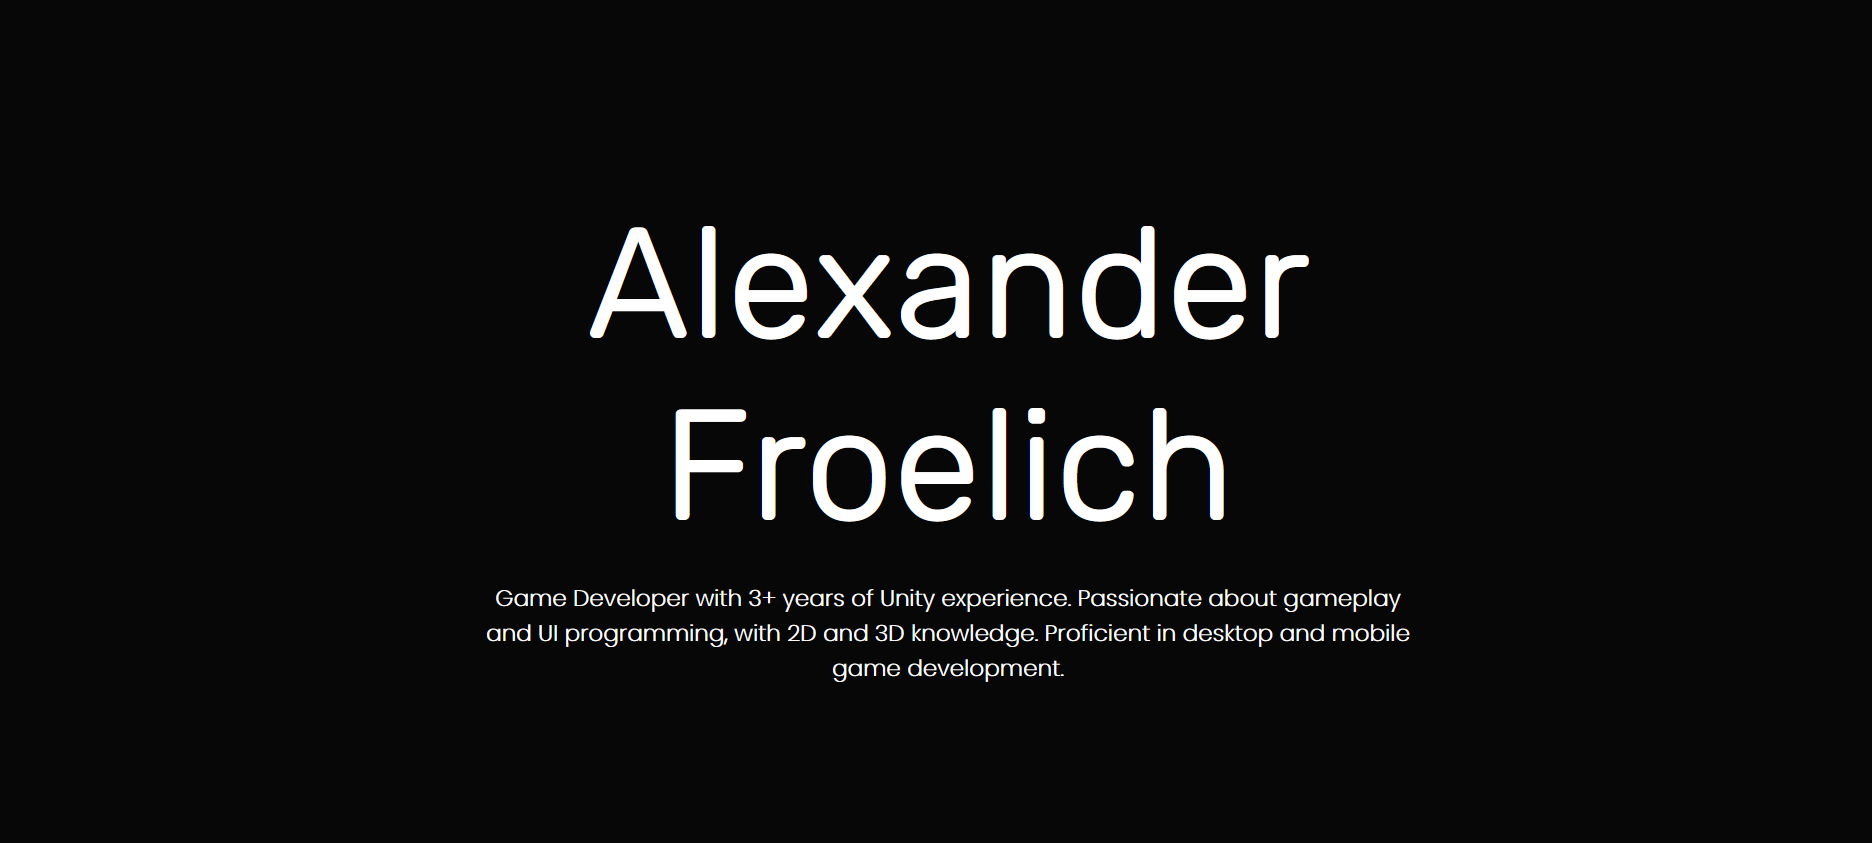 Alexander
Froelich
Game Developer with 3+ years of Unity experience. Passionate about gameplay
and UI programming, with 2D and 3D knowledge. Proficient in desktop and mobile
game development.